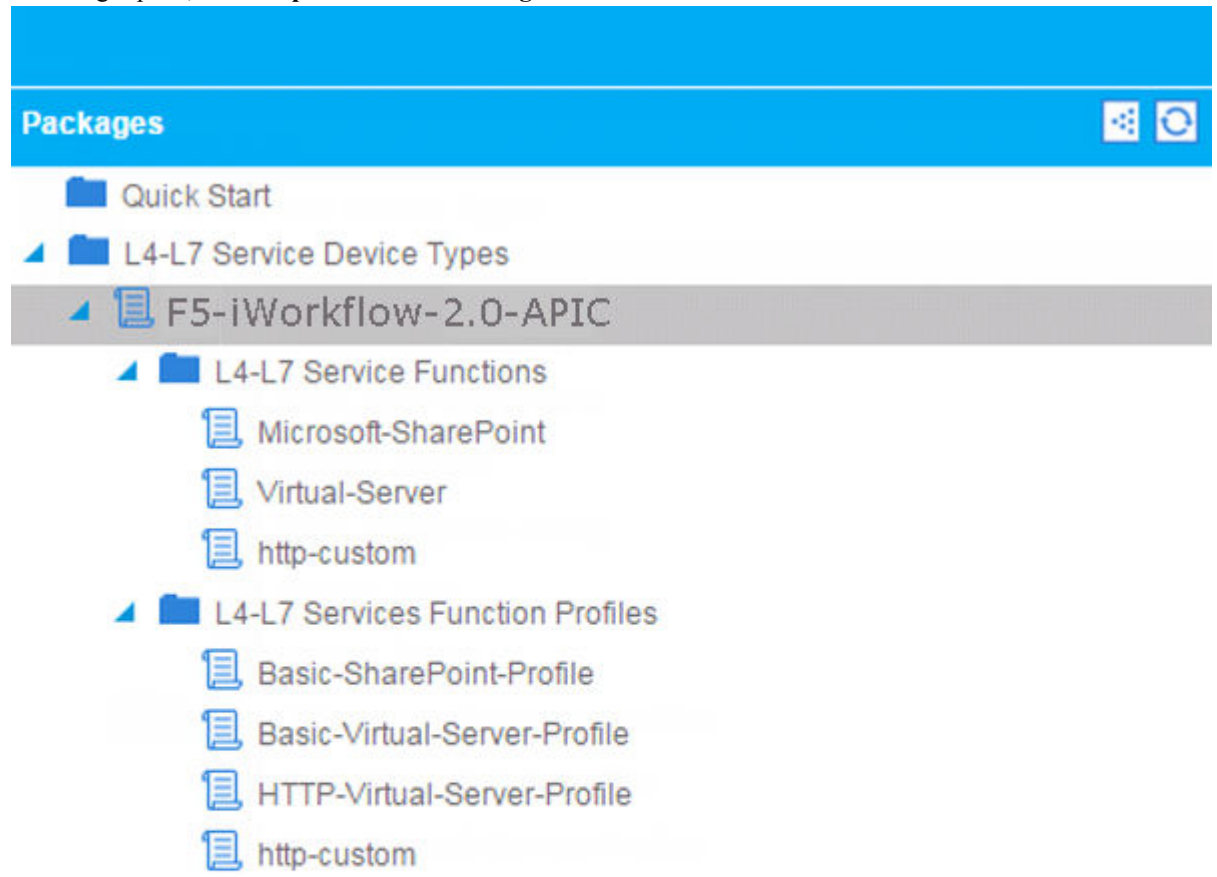 Packages
Quick Start
L4-L7 Service Device Types
F5-iWorkflow-2.0-APIC
L4-L7 Service Functions
Microsoft-SharePoint
Virtual-Server
http-custom
L4-L7 Services Function Profiles
Basic-SharePoint-Profile
Basic-Virtual-Server-Profile
HTTP-Virtual-Server-Profile
http-custom